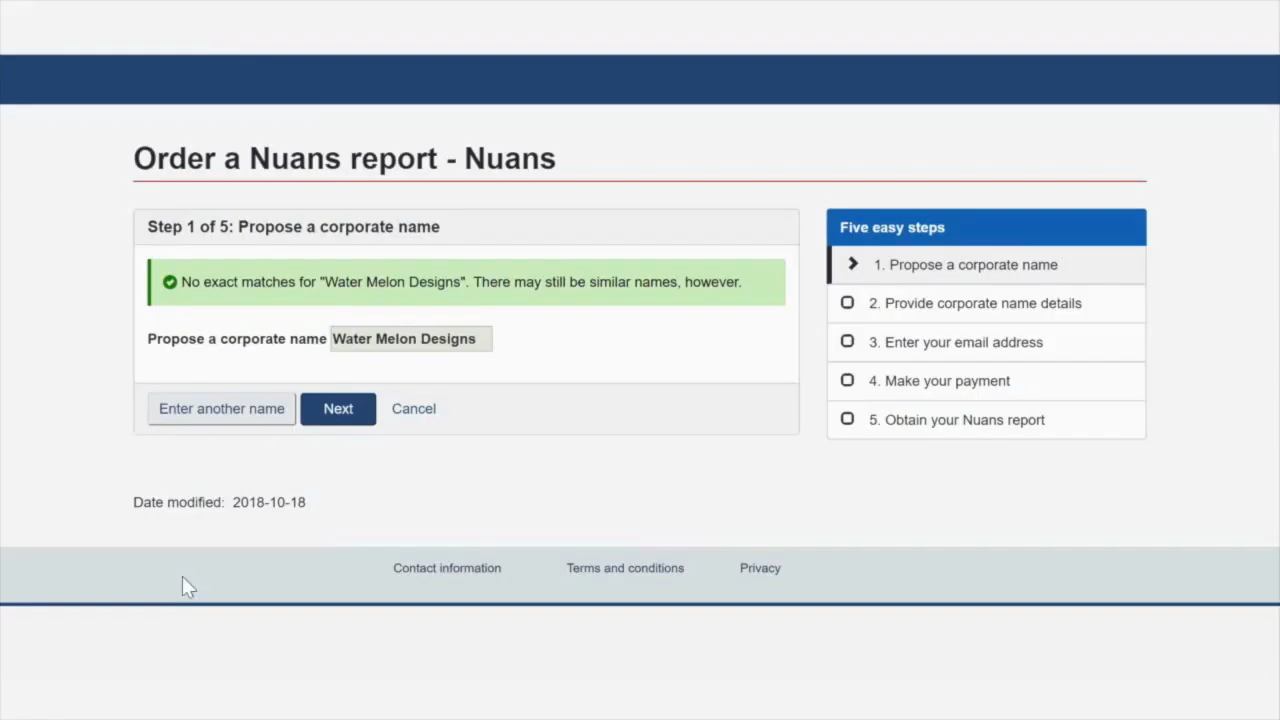 Order a Nuans report - Nuans
Step 1 of 5: Propose a corporate name
No exact matches for "Water Melon Designs". There may still be similar names, however.
Propose a corporate name Water Melon Designs
Enter another name Next Cancel
Five easy steps
1. Propose a corporate name
2. Provide corporate name details
3. Enter your email address
4. Make your payment
5. Obtain your Nuans report
Date modified: 2018-10-18
Contact information Terms and conditions Privacy